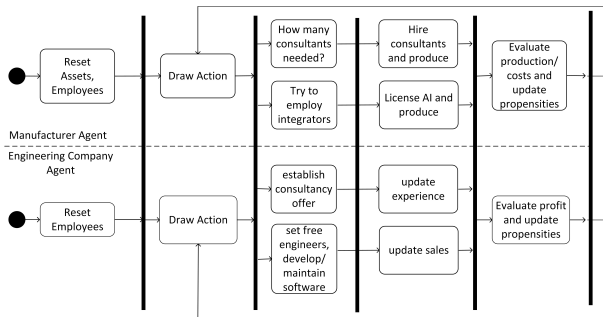 How many
consultants
needed?
Hire
consultants
and produce
Reset
Assets,
Employees
Draw Action
Evaluate
production/
costs and
update
propensities
Try to
employ
integrators
License AI and
produce
Manufacturer Agent
Engineering Company
Agent
establish
consultancy
offer
update
experience
Reset
Employees
Draw Action
Evaluate profit
and update
propensities
set free
engineers,
develop/
maintain
software
update sales